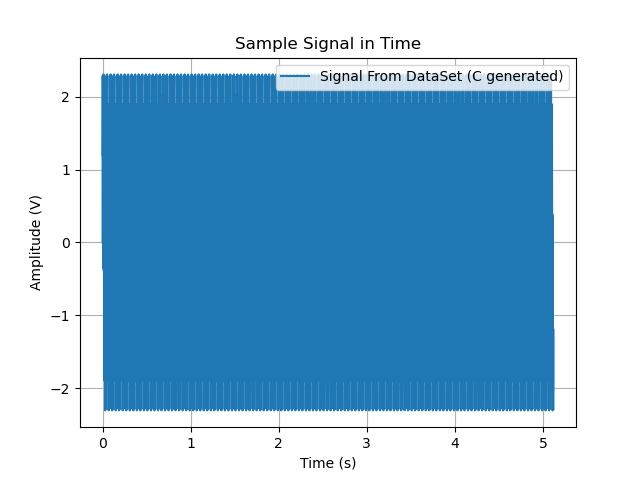 Sample Signal in Time
Signal From DataSet (C generated)
Amplitude (V)
2
1
0
−1
−2
0 1 2 3 4 5
Time (s)